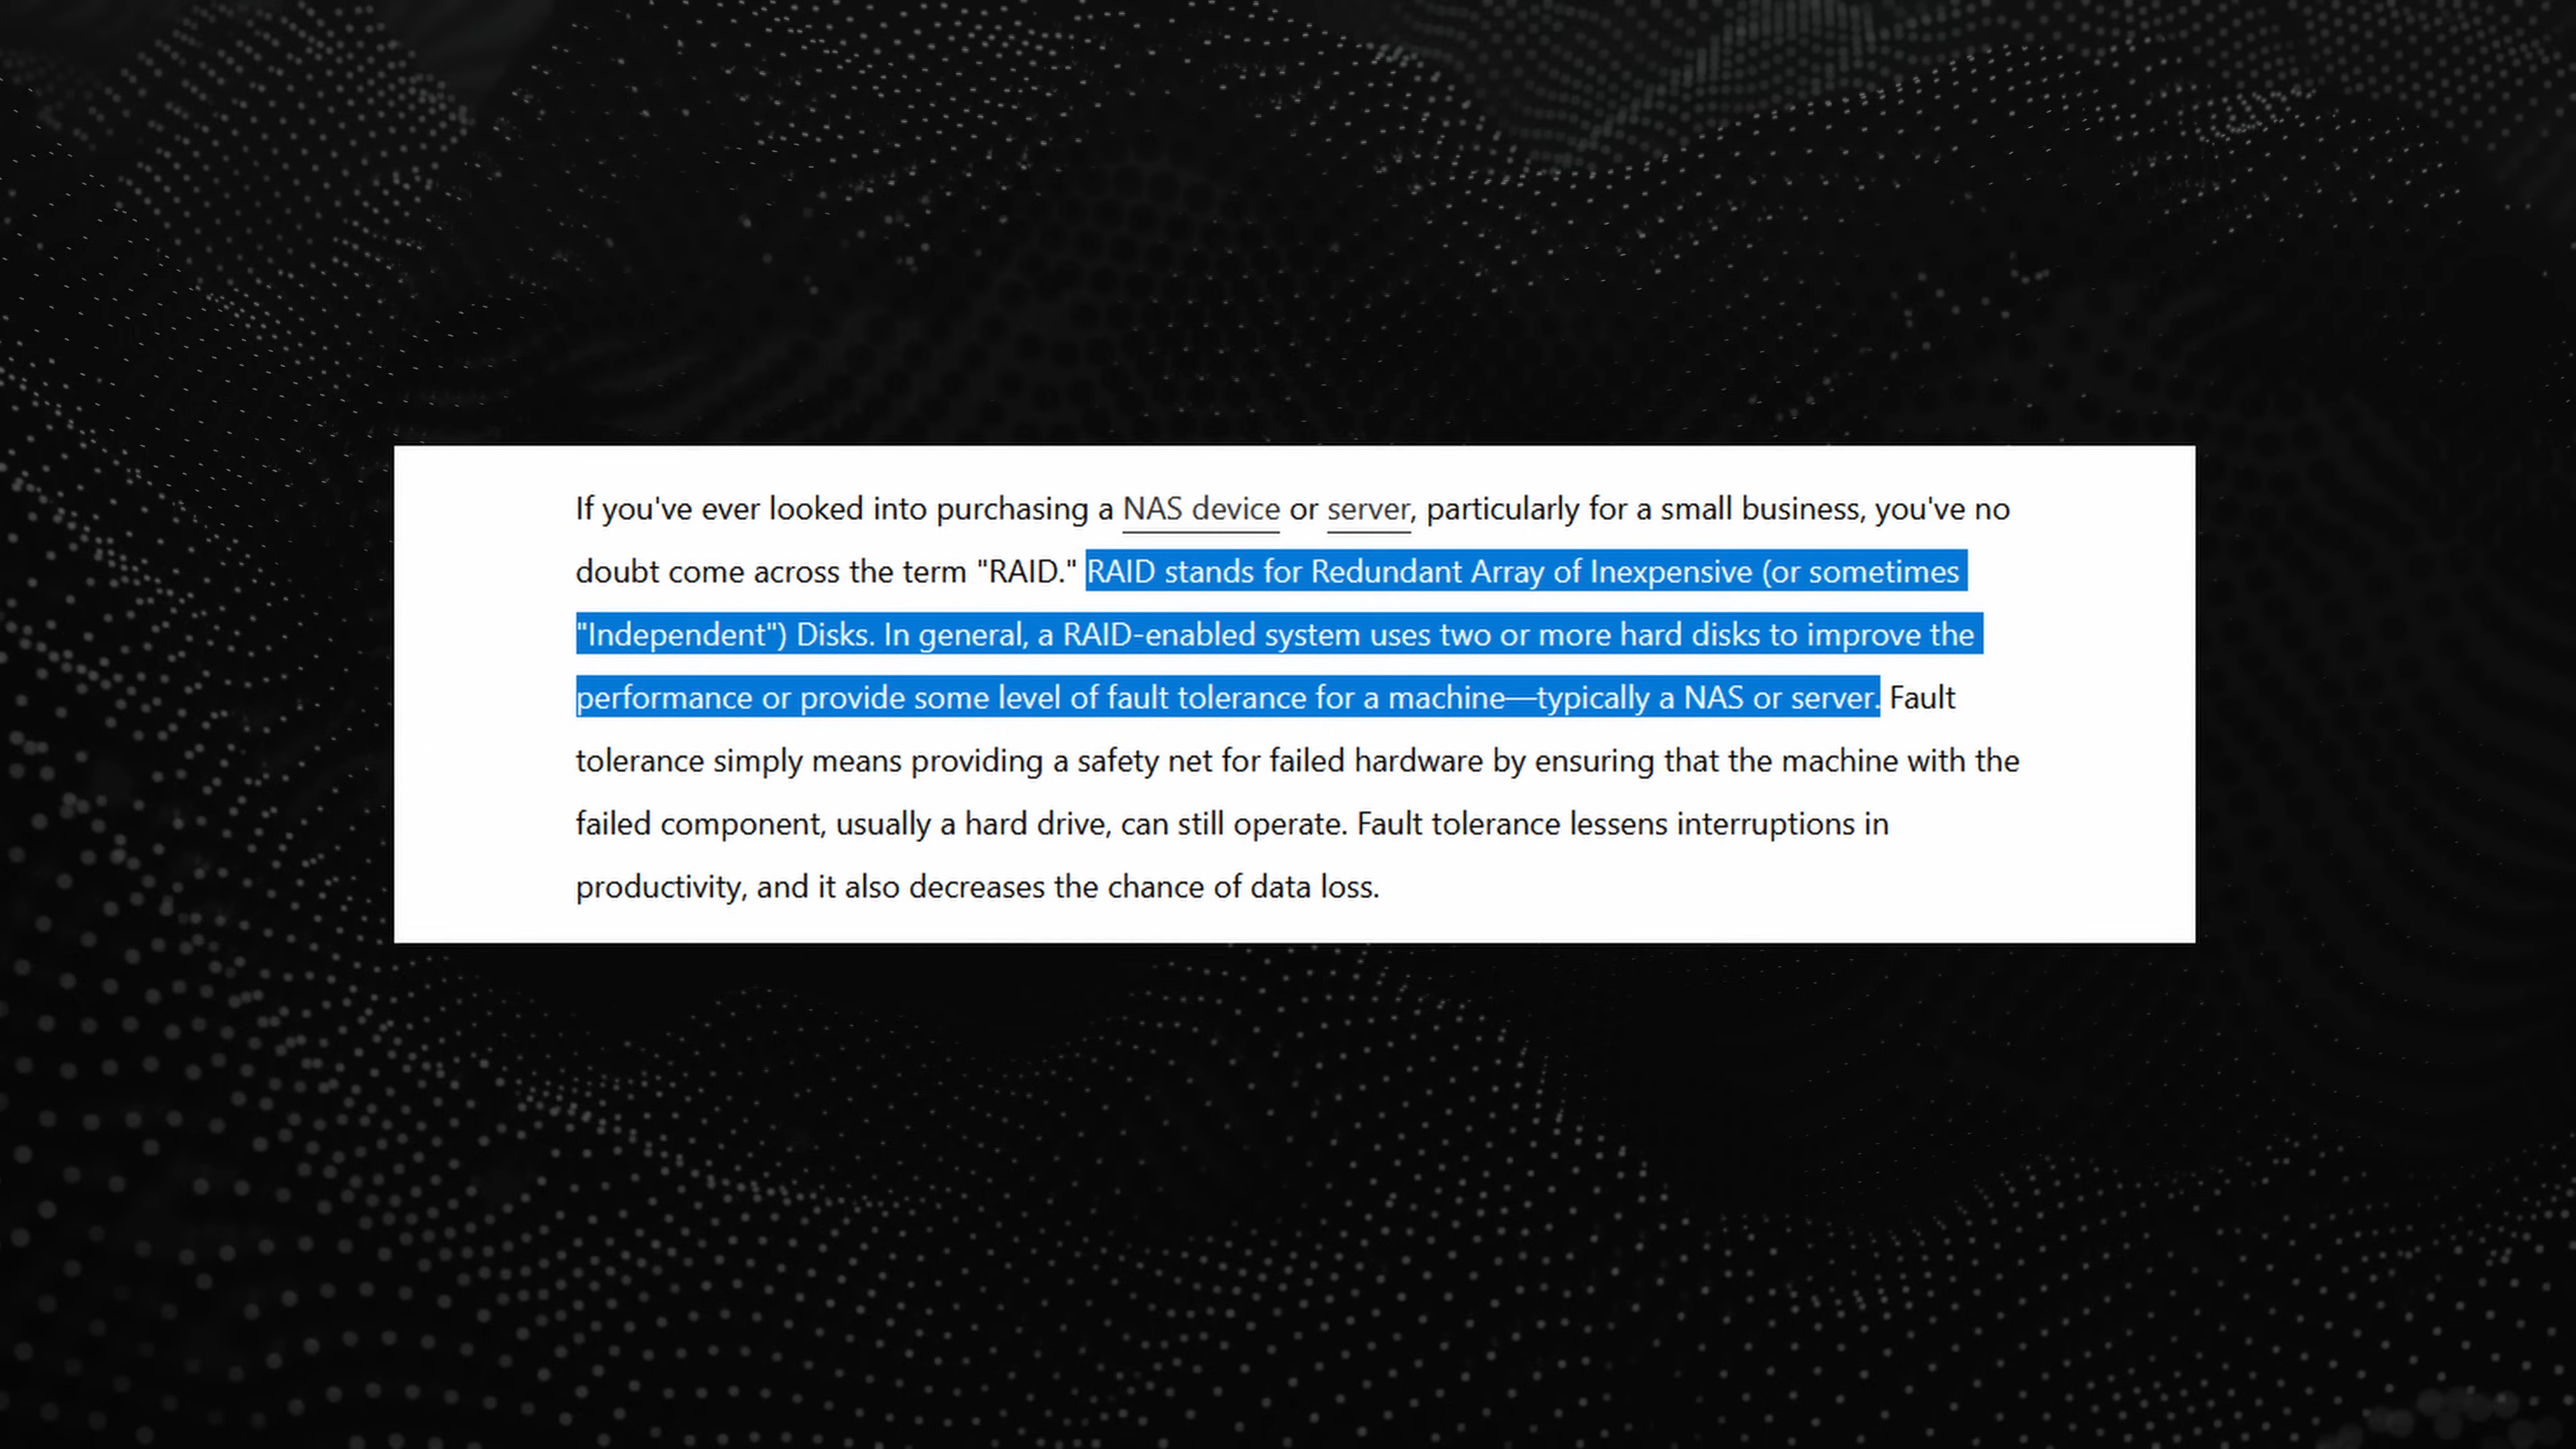 If you've ever looked into purchasing a NAS device or server, particularly for a small business, you've no
doubt come across the term "RAID." RAID stands for Redundant Array of Inexpensive (or sometimes
"Independent") Disks. In general, a RAID-enabled system uses two or more hard disks to improve the
performance or provide some level of fault tolerance for a machine—typically a NAS or server. Fault
tolerance simply means providing a safety net for failed hardware by ensuring that the machine with the
failed component, usually a hard drive, can still operate. Fault tolerance lessens interruptions in
productivity, and it also decreases the chance of data loss.